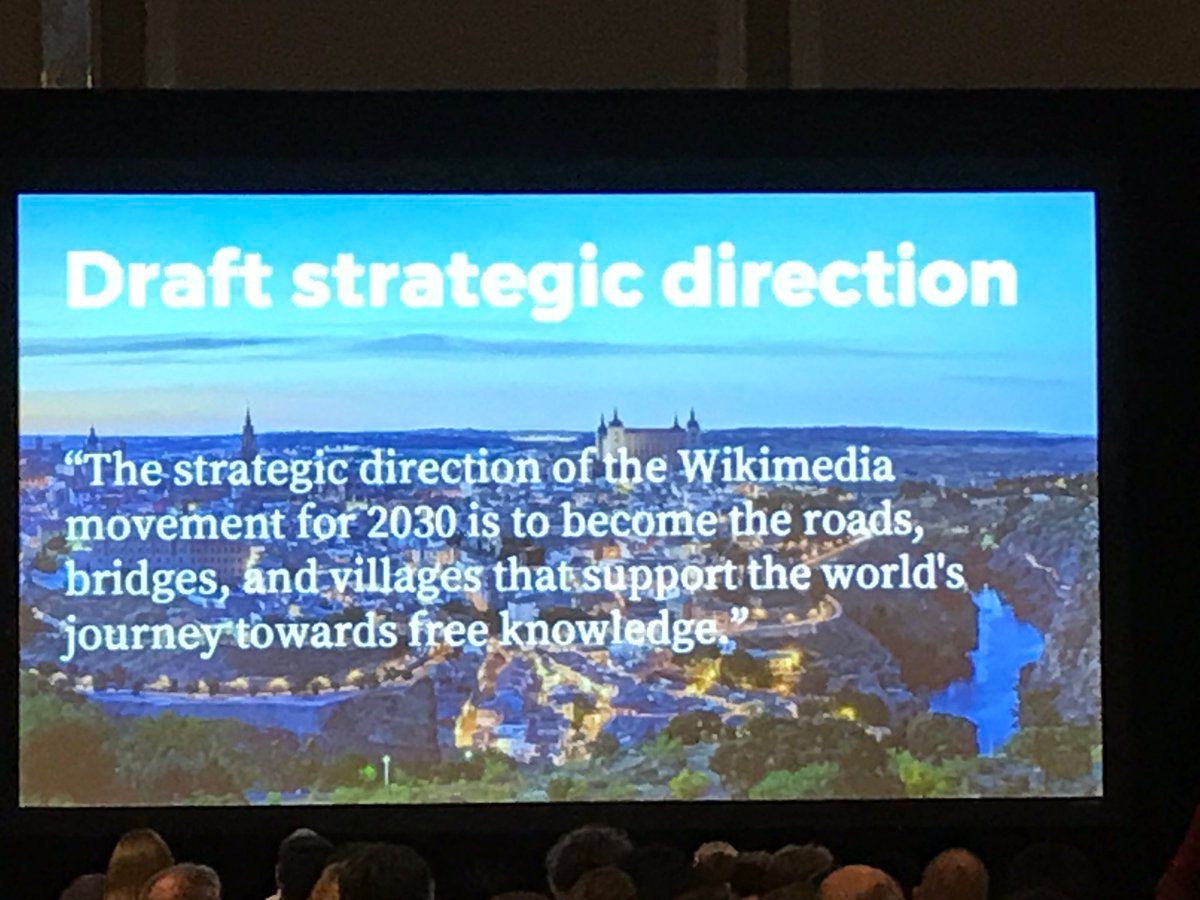 Draft strategic direction
“The strategic direction of the Wikimedia
movement for 2030 is to become the roads,
bridges, and villages that support the world's
journey towards free knowledge.”